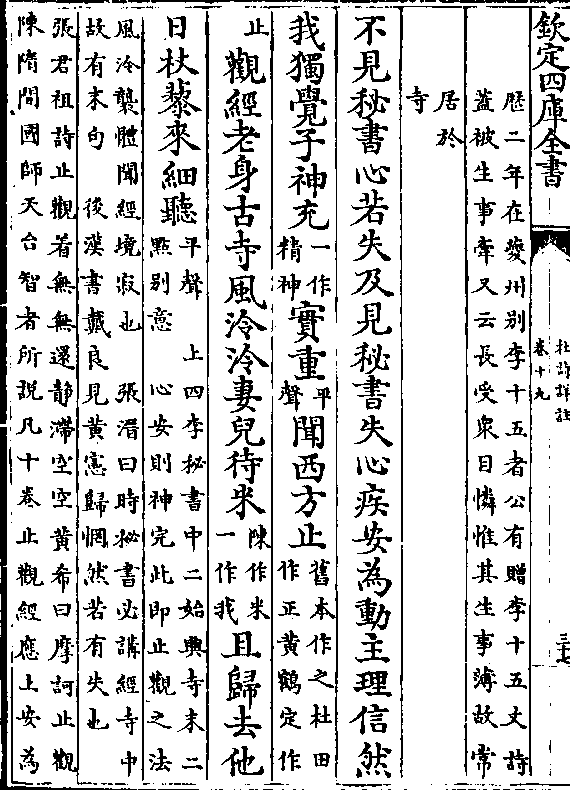 欽定四庫全書
杜詩詳註
卷十九
三十七
歷二年在夔州别李十五者公有贈李十五丈詩
蓋被生事牽又云長受衆目憐惟其生事薄故常
居於
寺
不見秘書心若失及見秘書失心疾安為動主理信然
我獨覺子神充一作精神實重平聲聞西方止舊本作之杜田作正黃鶴定作
止觀經老身古寺風泠泠妻兒待米陳作米一作我且歸去他
日杖藜來細聽平聲 上四李秘書中二始興寺末二點别意 心安則神完此即止觀之法
風泠襲體聞經境寂也 張溍曰時秘書必講經寺中
故有末句 後漢書戴良見黃憲歸惘然若有失也
張君祖詩止觀着無無還静滯空空黃希曰摩訶止觀
陳隋間國師天台智者所説凡十卷止觀經應上安為